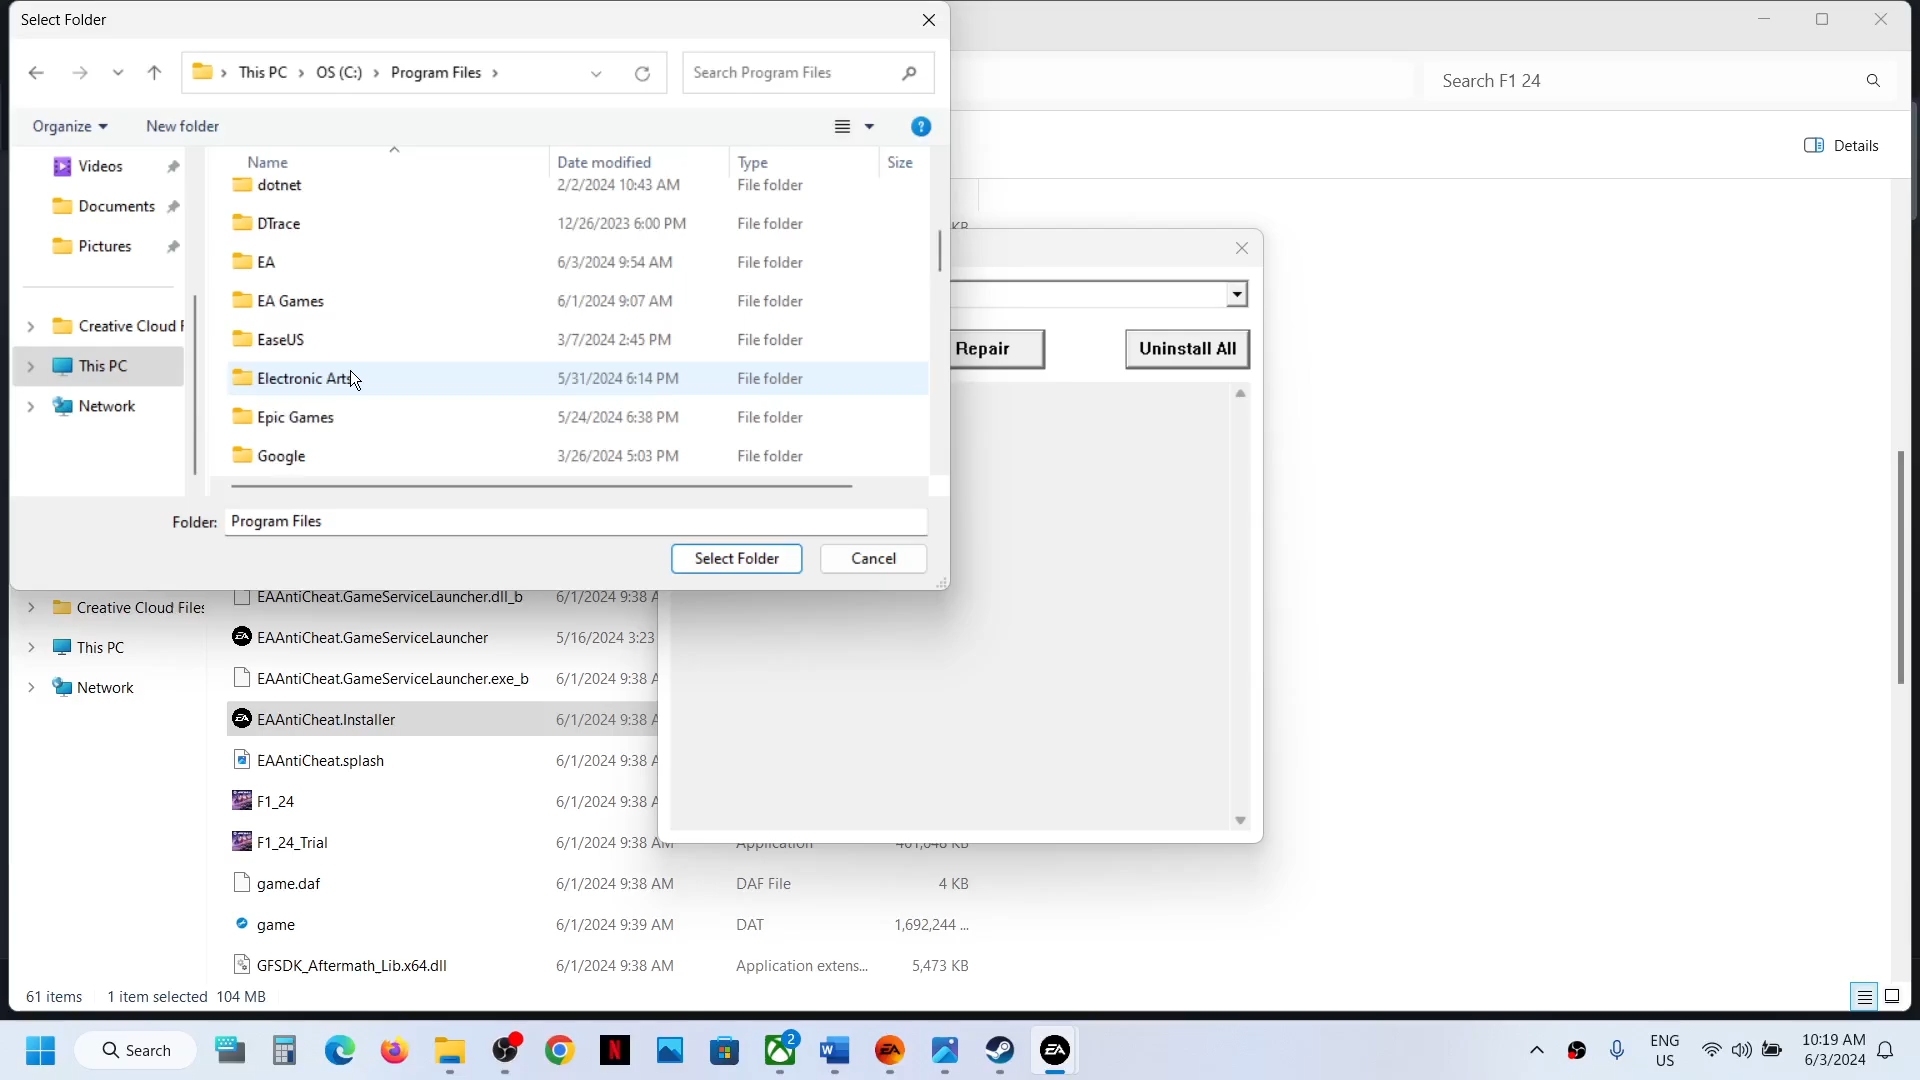 Select Folder
This PC > OS (C:) > Program Files >
Search Program Files
Search F1 24
Organize
New folder
Details
Name
Date modified
Type
Size
Videos
Documents
Pictures
Creative Cloud F
This PC
Network
dotnet 2/2/2024 10:43 AM File folder
DTrace 12/26/2023 6:00 PM File folder
EA 6/3/2024 9:54 AM File folder
EA Games 6/1/2024 9:07 AM File folder
EaseUS 3/7/2024 2:45 PM File folder
Electronic Arts 5/31/2024 6:14 PM File folder
Epic Games 5/24/2024 6:38 PM File folder
Google 3/26/2024 5:03 PM File folder
Folder: Program Files
Select Folder
Cancel
Repair
Uninstall All
Creative Cloud Files
This PC
Network
EAAntiCheat.GameServiceLauncher.dll_b 6/1/2024 9:38 A
EAAntiCheat.GameServiceLauncher 5/16/2024 3:23
EAAntiCheat.GameServiceLauncher.exe_b 6/1/2024 9:38 A
EAAntiCheat.Installer 6/1/2024 9:38 A
EAAntiCheat.splash 6/1/2024 9:38 A
F1_24 6/1/2024 9:38 A
F1_24_Trial 6/1/2024 9:38 AM Application
game.daf 6/1/2024 9:38 AM DAF File 4 KB
game 6/1/2024 9:39 AM DAT 1,692,244 ...
GFSDK_Aftermath_Lib.x64.dll 6/1/2024 9:38 AM Application extens... 5,473 KB
61 items 1 item selected 104 MB
Search
2
ENG
US
10:19 AM
6/3/2024